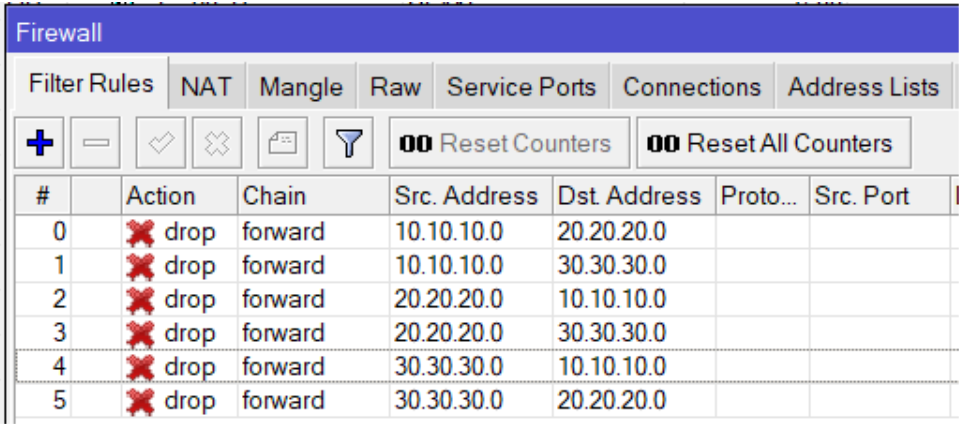 Firewall
Filter Rules NAT Mangle Raw Service Ports Connections Address Lists
00 Reset Counters 00 Reset All Counters
# Action Chain Src. Address Dst. Address Proto... Src. Port
0 drop forward 10.10.10.0 20.20.20.0
1 drop forward 10.10.10.0 30.30.30.0
2 drop forward 20.20.20.0 10.10.10.0
3 drop forward 20.20.20.0 30.30.30.0
4 drop forward 30.30.30.0 10.10.10.0
5 drop forward 30.30.30.0 20.20.20.0